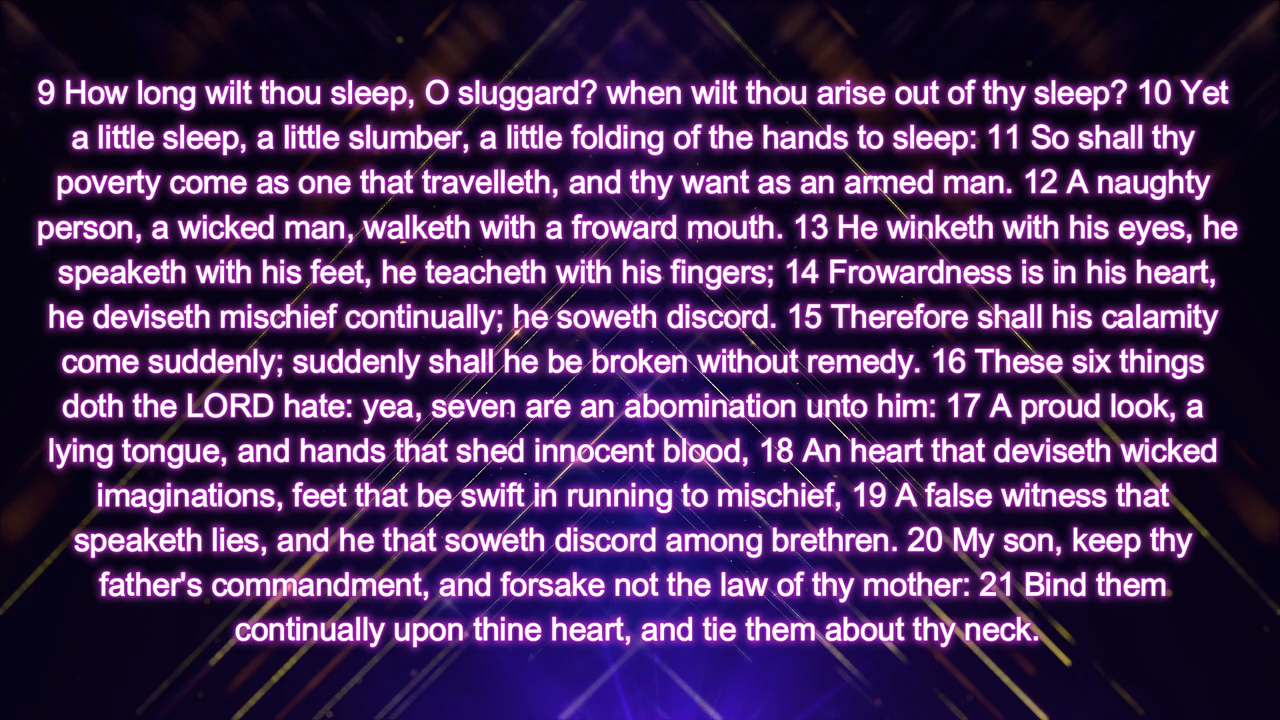 9 How long wilt thou sleep, O sluggard? when wilt thou arise out of thy sleep? 10 Yet
a little sleep, a little slumber, a little folding of the hands to sleep: 11 So shall thy
poverty come as one that travelleth, and thy want as an armed man. 12 A naughty
person, a wicked man, walketh with a froward mouth. 13 He winketh with his eyes, he
speaketh with his feet, he teacheth with his fingers; 14 Frowardness is in his heart,
he deviseth mischief continually; he soweth discord. 15 Therefore shall his calamity
come suddenly; suddenly shall he be broken without remedy. 16 These six things
doth the LORD hate: yea, seven are an abomination unto him: 17 A proud look, a
lying tongue, and hands that shed innocent blood, 18 An heart that deviseth wicked
imaginations, feet that be swift in running to mischief, 19 A false witness that
speaketh lies, and he that soweth discord among brethren. 20 My son, keep thy
father's commandment, and forsake not the law of thy mother: 21 Bind them
continually upon thine heart, and tie them about thy neck.